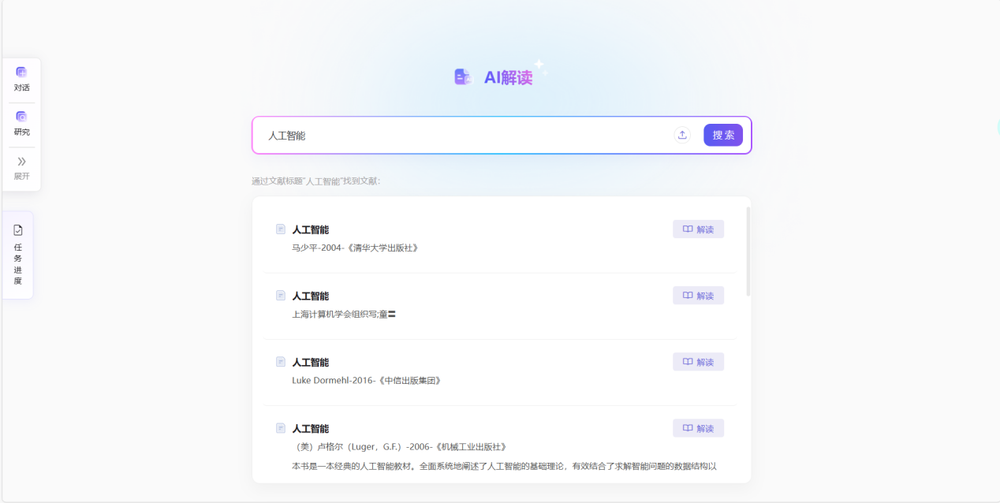 AI解读
对话
研究
展开
任务进度
人工智能
搜索
通过文献标题"人工智能"找到文献:
人工智能
解读
马少平-2004-《清华大学出版社》
人工智能
解读
上海计算机学会组织写;童〓
人工智能
解读
Luke Dormehl-2016-《中信出版集团》
人工智能
解读
（美）卢格尔（Luger，G.F.）-2006-《机械工业出版社》
本书是一本经典的人工智能教材。全面系统地阐述了人工智能的基础理论，有效结合了求解智能问题的数据结构以